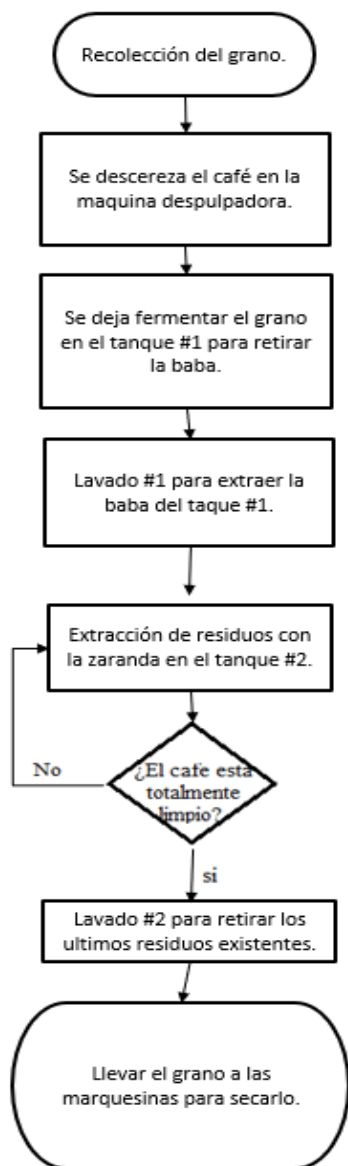 Recolección del grano.
Se descereza el café en la
maquina despulpadora.
Se deja fermentar el grano
en el tanque #1 para retirar
la baba.
Lavado #1 para extraer la
baba del taque #1.
Extracción de residuos con
la zaranda en el tanque #2.
¿El cafe esta
totalmente
limpio?
No
si
Lavado #2 para retirar los
ultimos residuos existentes.
Llevar el grano a las
marquesinas para secarlo.